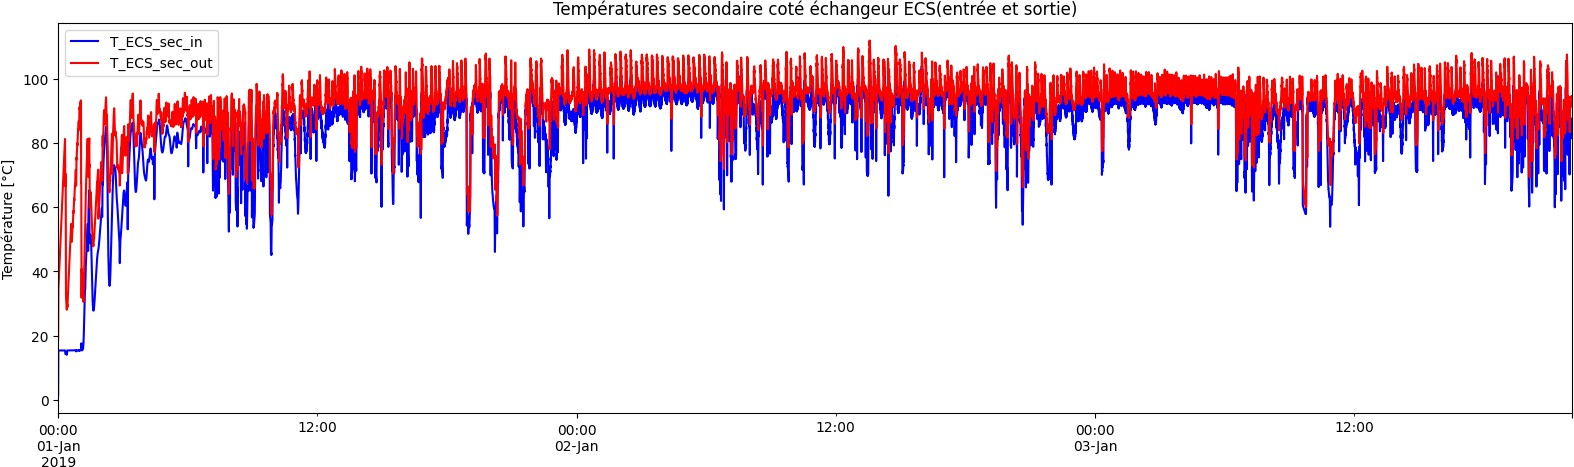 Températures secondaire coté échangeur ECS(entrée et sortie)
T_ECS_sec_in
T_ECS_sec_out
Température [°C]
100
80
60
40
20
0
00:00 12:00 00:00 12:00 00:00 12:00
01-Jan 02-Jan 03-Jan
2019